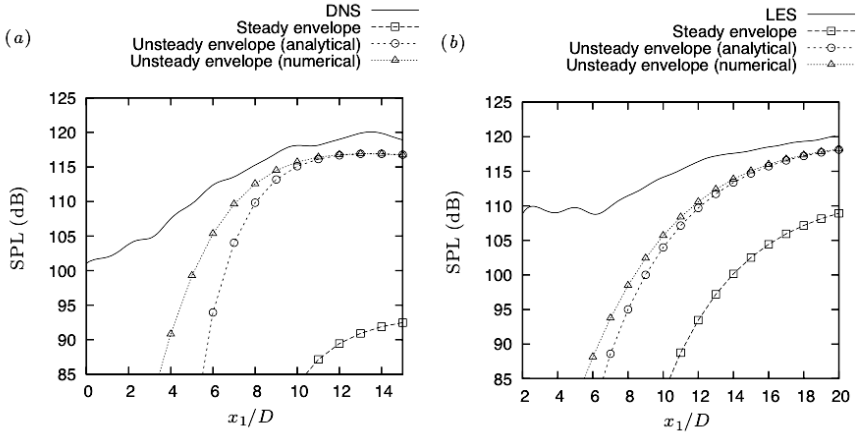 (a)
DNS
Steady envelope
Unsteady envelope (analytical)
Unsteady envelope (numerical)
125
120
115
110
105
100
95
90
85
SPL (dB)
0 2 4 6 8 10 12 14
x₁/D
(b)
LES
Steady envelope
Unsteady envelope (analytical)
Unsteady envelope (numerical)
125
120
115
110
105
100
95
90
85
SPL (dB)
2 4 6 8 10 12 14 16 18 20
x₁/D